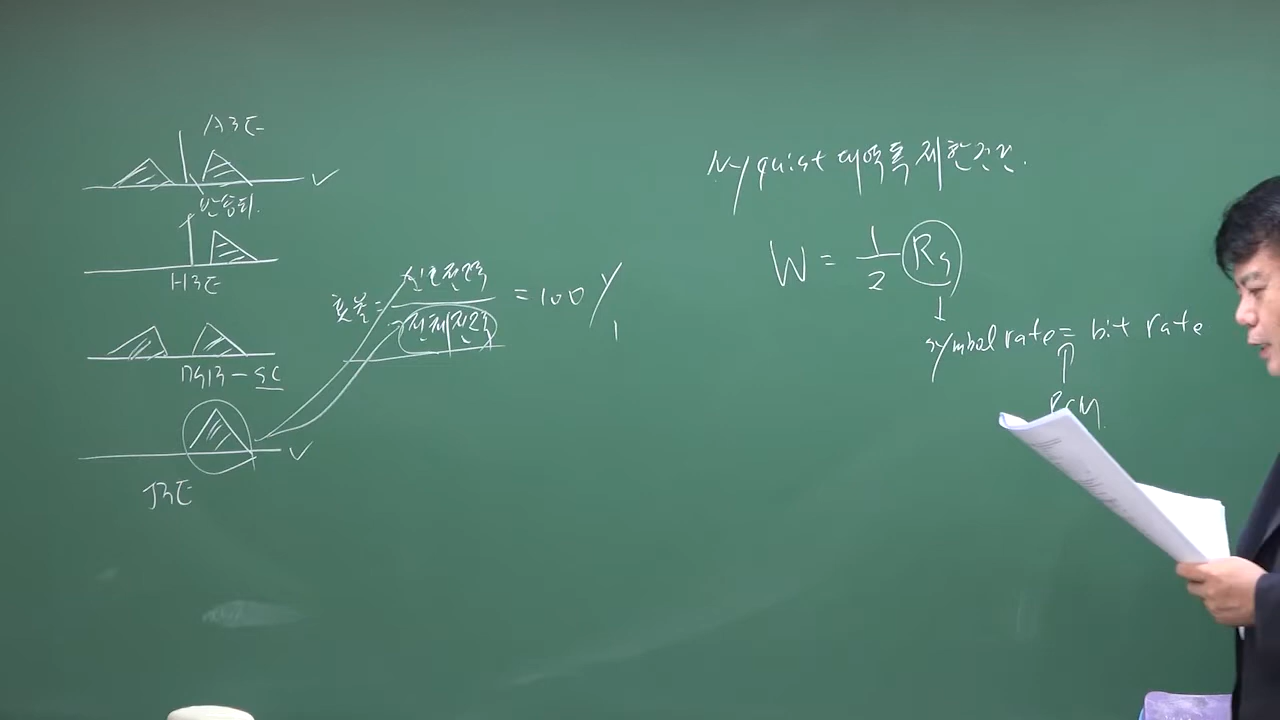 A3E
반송파.
H3E
효율 = 신호전력 / 전체전력 = 100%
DSB-SC
J3E
Nyquist 대역폭 제한조건.
W = 1/2 Rs
symbol rate = bit rate
PCM